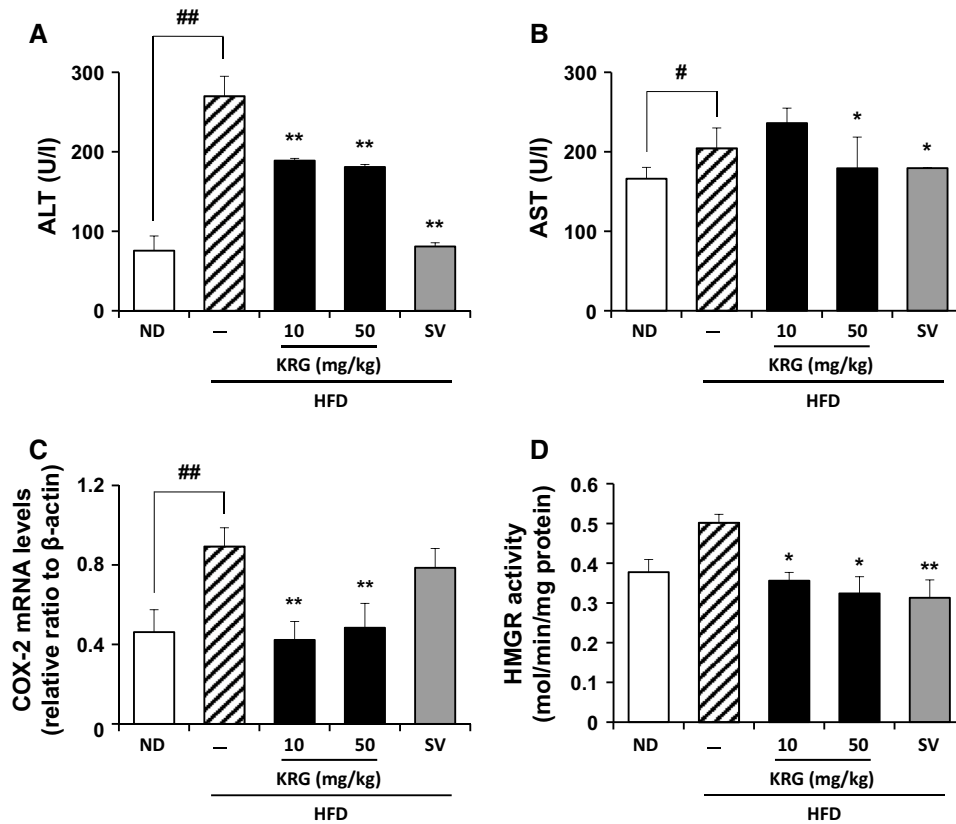 A
##
ALT (U/l)
300
200
100
0
**
**
**
ND
—
10
50
SV
KRG (mg/kg)
HFD
B
#
AST (U/l)
300
200
100
0
*
*
ND
—
10
50
SV
KRG (mg/kg)
HFD
C
##
COX-2 mRNA levels
(relative ratio to β-actin)
1.2
0.8
0.4
0
**
**
ND
—
10
50
SV
KRG (mg/kg)
HFD
D
HMGR activity
(mol/min/mg protein)
0.6
0.5
0.4
0.3
0.2
0.1
0
*
*
**
ND
—
10
50
SV
KRG (mg/kg)
HFD